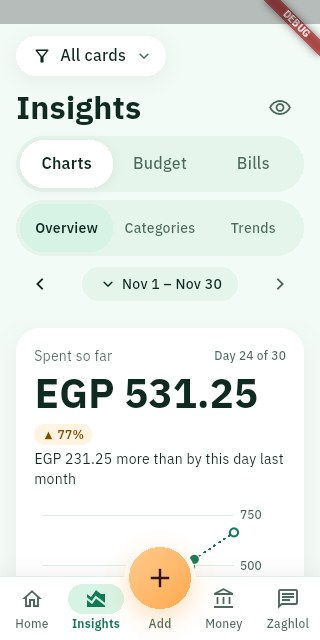 DEBUG
All cards
Insights
Charts Budget Bills
Overview Categories Trends
Nov 1 – Nov 30
Spent so far Day 24 of 30
EGP 531.25
▲ 77%
EGP 231.25 more than by this day last
month
750
500
Home Insights Add Money Zaghlol